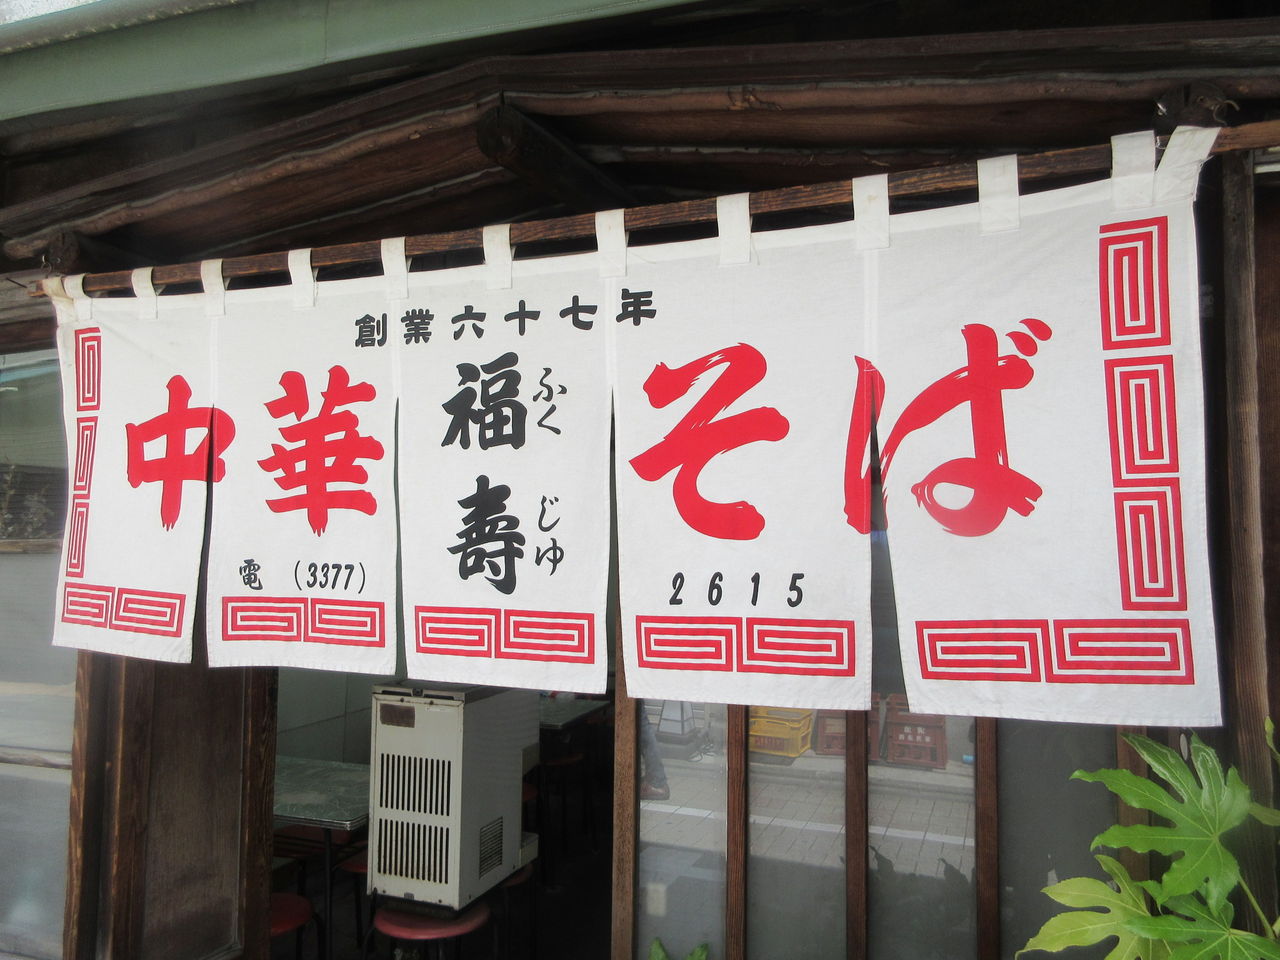 創業六十七年
中華そば
福壽
ふくじゅ
電 (3377) 2615